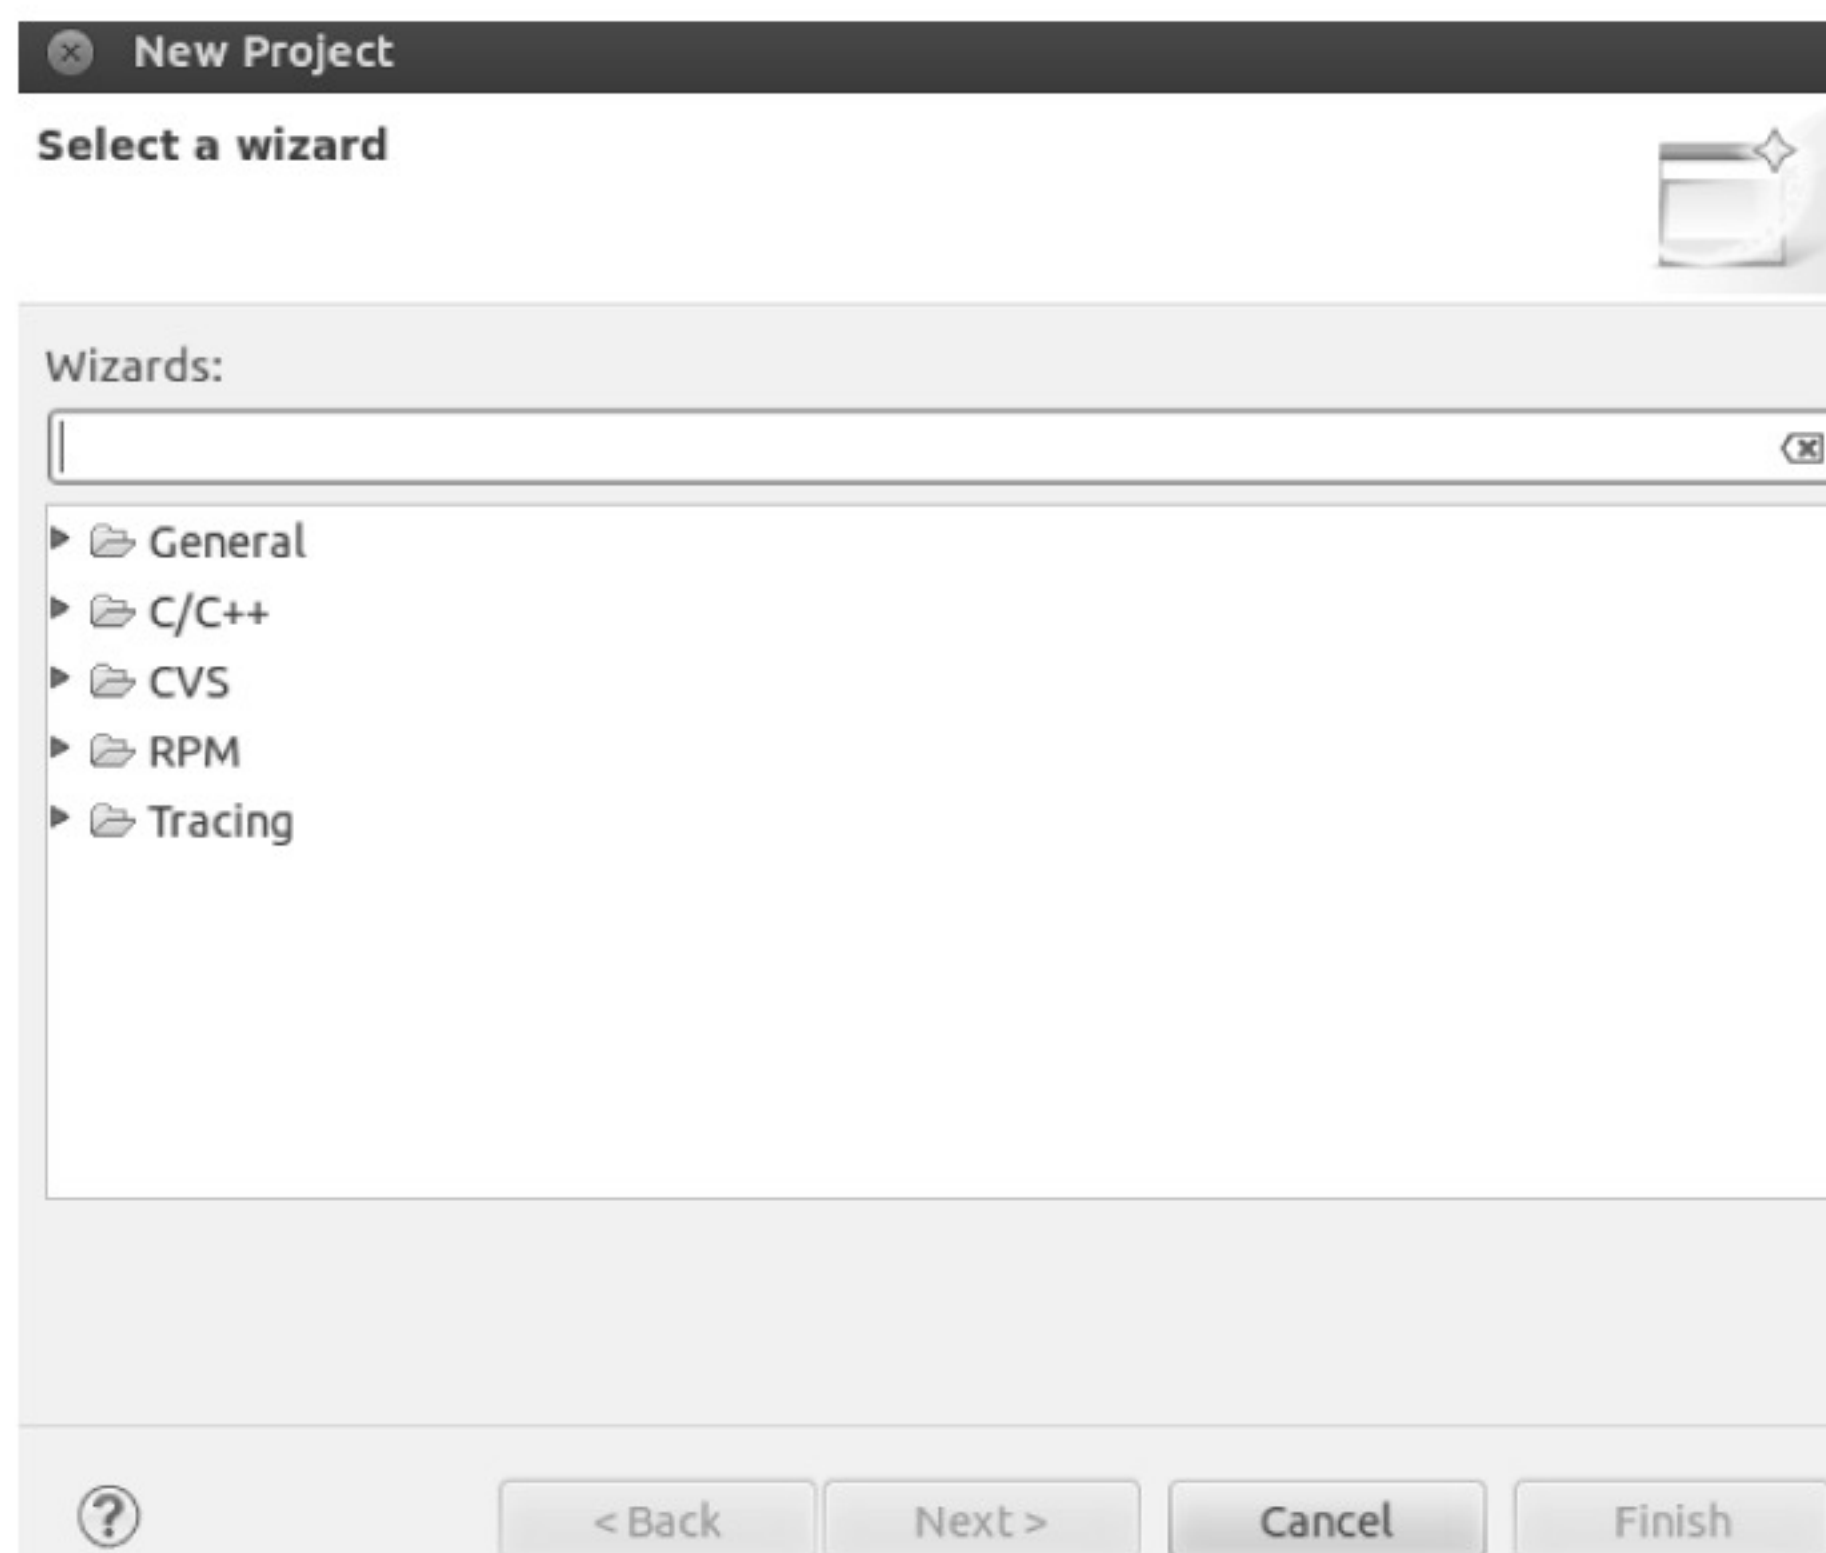 New Project
Select a wizard
Wizards:
General
C/C++
CVS
RPM
Tracing
? < Back Next > Cancel Finish